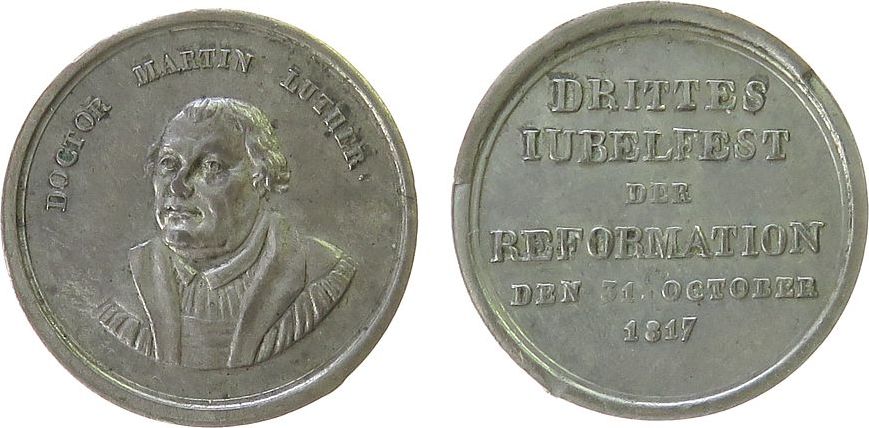 DOCTOR MARTIN LUTHER.
DRITTES
IUBELFEST
DER
REFORMATION
DEN 31. OCTOBER
1817